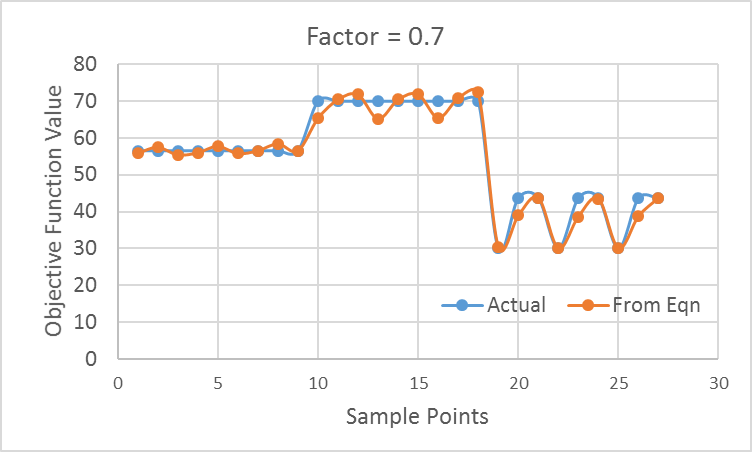 Factor = 0.7
Objective Function Value
80
70
60
50
40
30
20
10
0
Actual
From Eqn
0 5 10 15 20 25 30
Sample Points